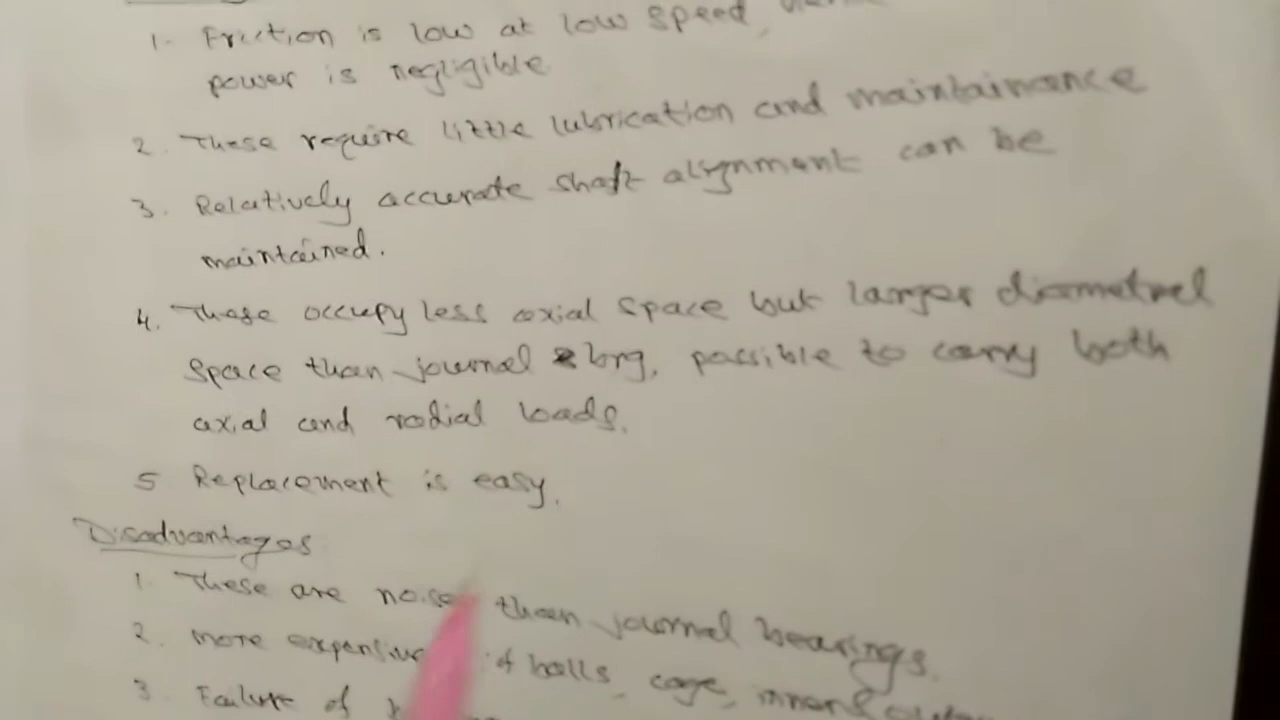 1. Friction is low at low speed,
power is negligible
2. These require little lubrication and maintainance
3. Relatively accurate shaft alignment can be
maintained.
4. These occupy less axial space but larger diametral
space than journal brg, possible to carry both
axial and radial loads.
5 Replacement is easy.
Disadvantages
1. These are than journal bearings.
2. more of balls, cage, inner &
3. Failure of